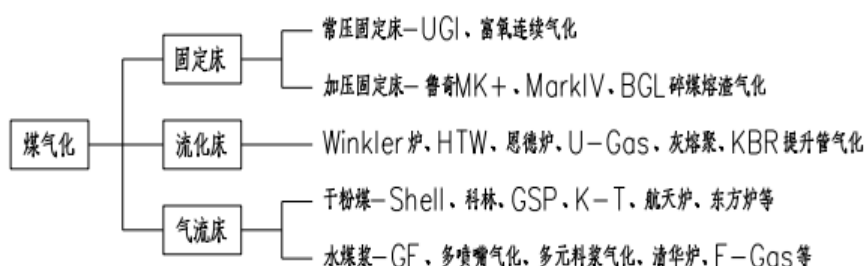 常压固定床-UGI、富氧连续气化
固定床
加压固定床-鲁奇MK+、MarkIV、BGL碎煤熔渣气化
煤气化
流化床
Winkler炉、HTW、恩德炉、U-Gas、灰熔聚、KBR提升管气化
干粉煤-Shell、科林、GSP、K-T、航天炉、东方炉等
气流床
水煤浆-GE、多喷嘴气化、多元料浆气化、清华炉、E-Gas等